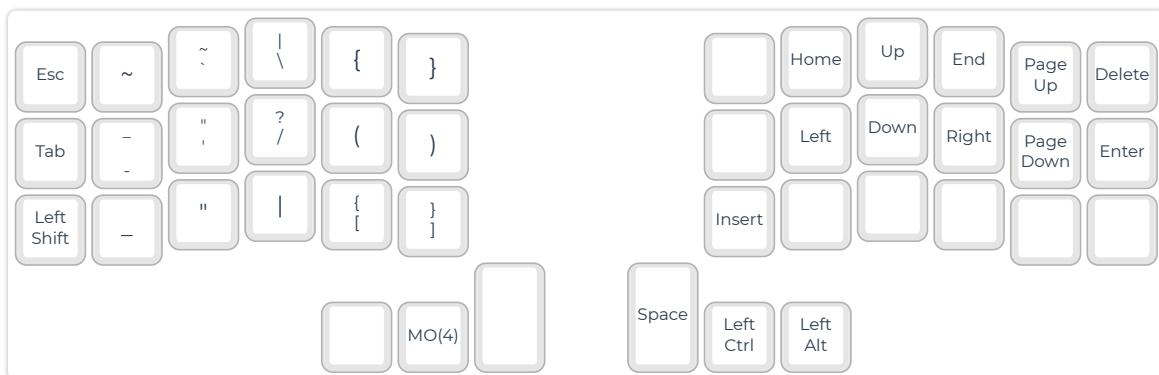 Esc
~
~
`
|
\
{
}
Home
Up
End
Page
Up
Delete
Tab
_
-
"
'
?
/
(
)
Left
Down
Right
Page
Down
Enter
Left
Shift
_
"
|
{
[
}
]
Insert
MO(4)
Space
Left
Ctrl
Left
Alt